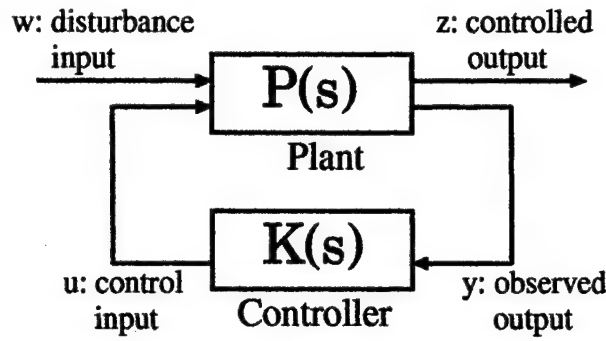 w: disturbance
input
z: controlled
output
P(s)
Plant
K(s)
Controller
u: control
input
y: observed
output